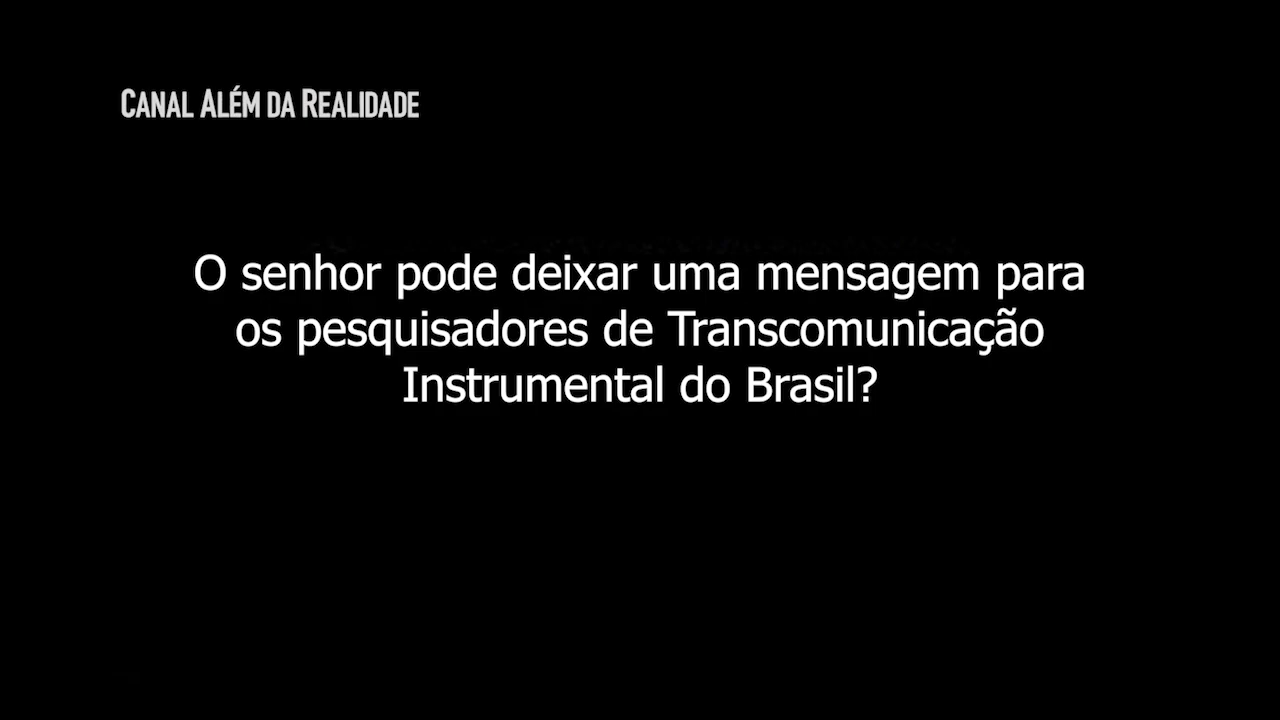 CANAL ALÉM DA REALIDADE
O senhor pode deixar uma mensagem para
os pesquisadores de Transcomunicação
Instrumental do Brasil?